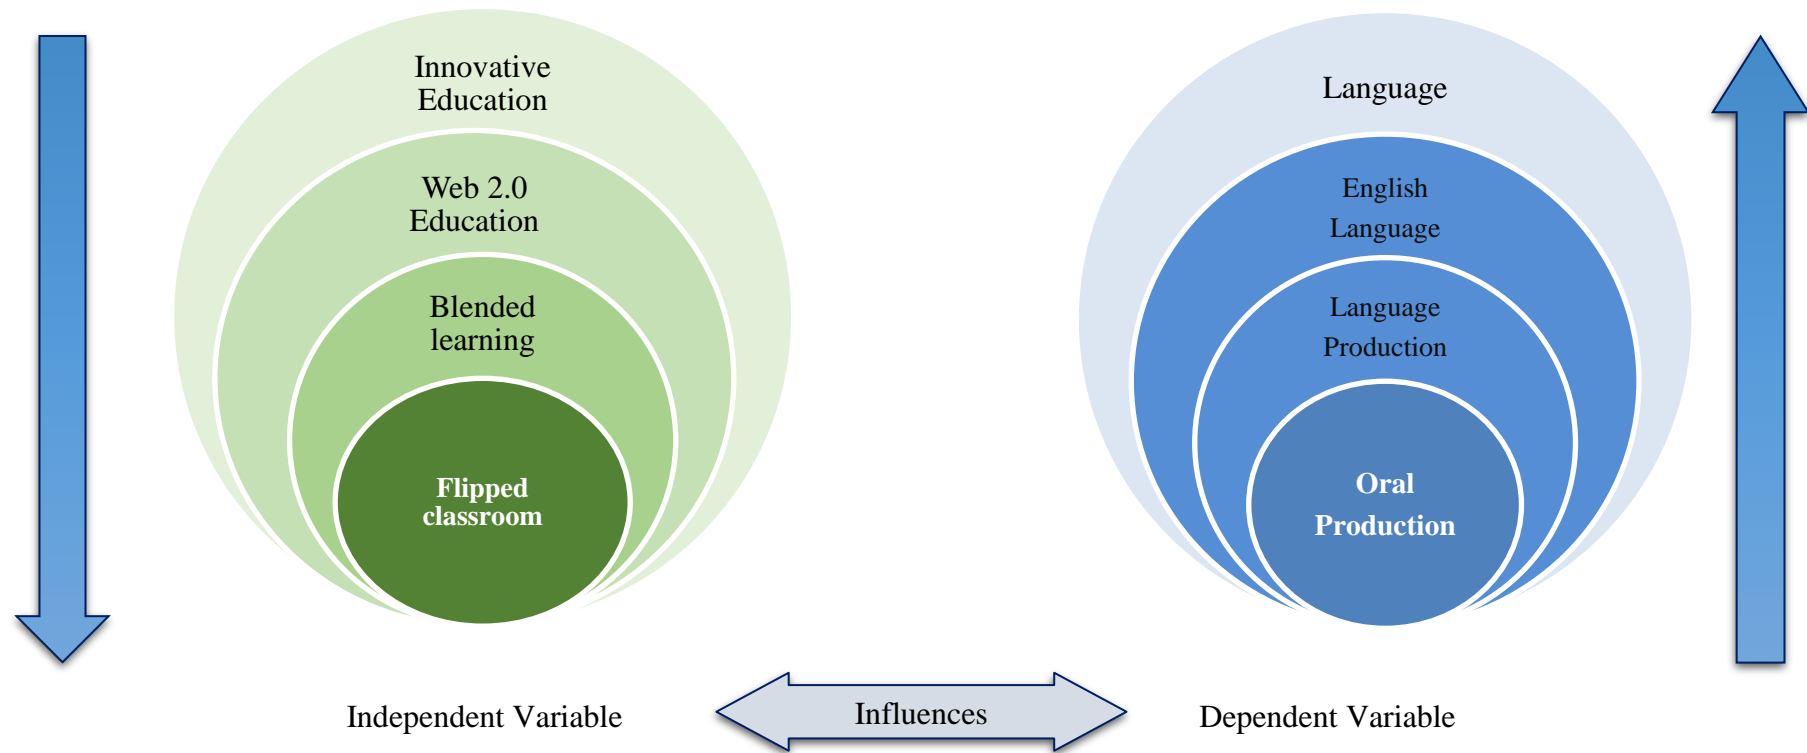 Innovative
Education
Web 2.0
Education
Blended
learning
Flipped
classroom
Language
English
Language
Language
Production
Oral
Production
Independent Variable
Influences
Dependent Variable